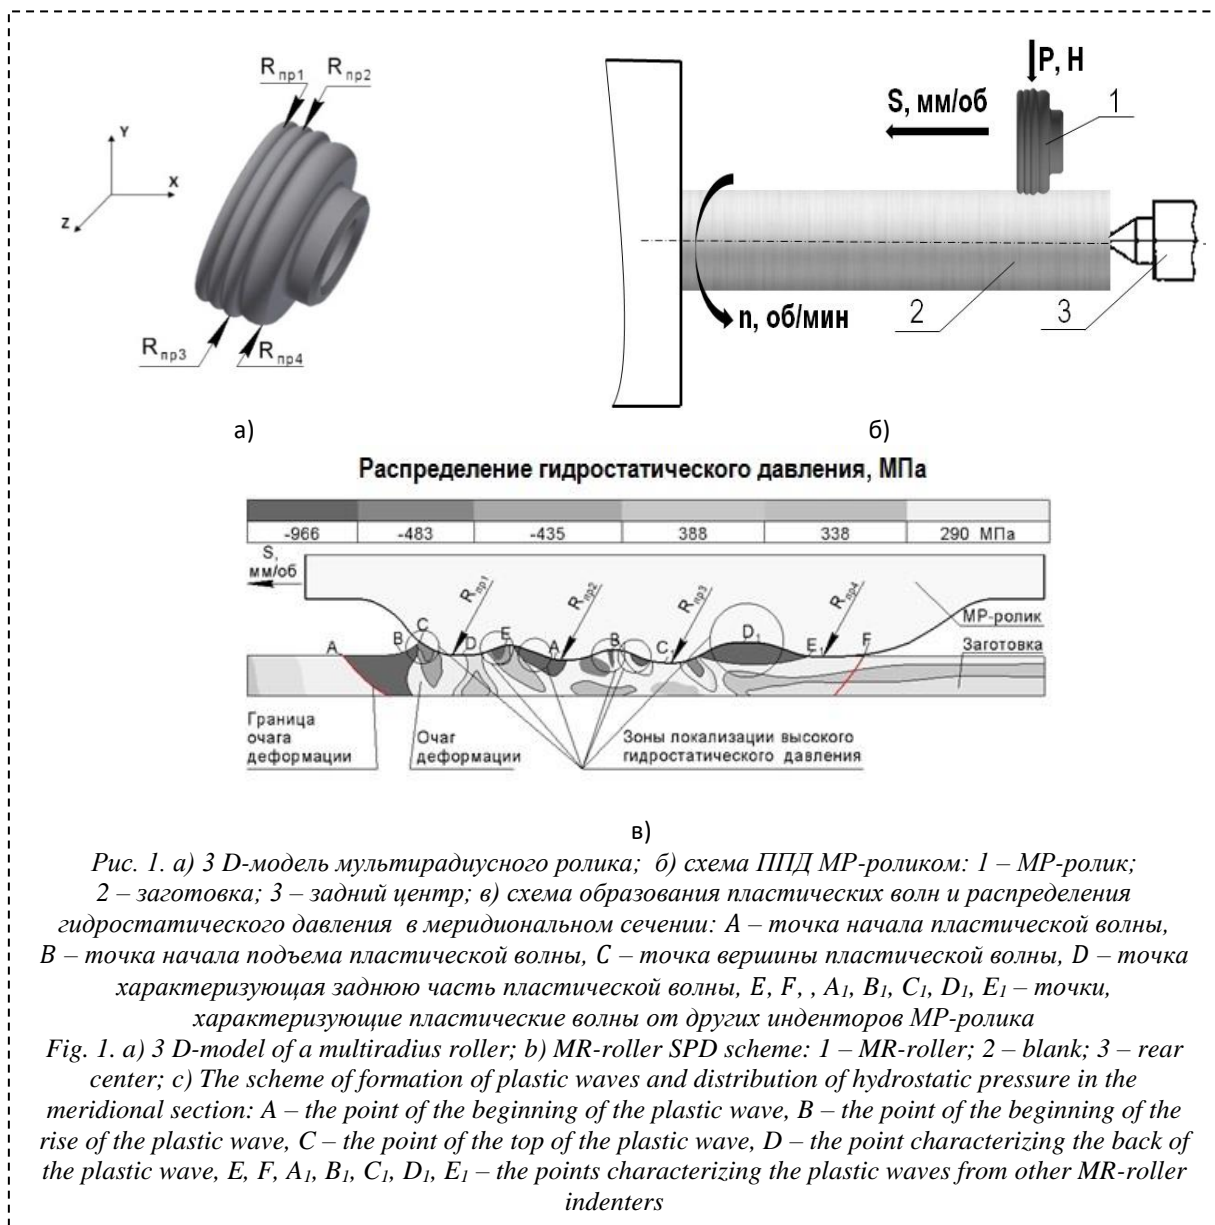 Rпр1 Rпр2
Y
X
Z
Rпр3 Rпр4
P, Н
S, мм/об
1
n, об/мин
2
3
а) б)
Распределение гидростатического давления, МПа
-966 -483 -435 388 338 290 МПа
S,
мм/об
Rпр1 Rпр2 Rпр3 Rпр4
МР-ролик
A B C D E A B C1 D1 E1 F
Заготовка
Граница
очага
деформации
Очаг
деформации
Зоны локализации высокого
гидростатического давления
в)
Рис. 1. а) 3 D-модель мультирадиусного ролика; б) схема ППД МР-роликом: 1 – МР-ролик;
2 – заготовка; 3 – задний центр; в) схема образования пластических волн и распределения
гидростатического давления в меридиональном сечении: A – точка начала пластической волны,
B – точка начала подъема пластической волны, C – точка вершины пластической волны, D – точка
характеризующая заднюю часть пластической волны, E, F, , A1, B1, C1, D1, E1 – точки,
характеризующие пластические волны от других инденторов МР-ролика
Fig. 1. a) 3 D-model of a multiradius roller; b) MR-roller SPD scheme: 1 – MR-roller; 2 – blank; 3 – rear
center; c) The scheme of formation of plastic waves and distribution of hydrostatic pressure in the
meridional section: A – the point of the beginning of the plastic wave, B – the point of the beginning of the
rise of the plastic wave, C – the point of the top of the plastic wave, D – the point characterizing the back of
the plastic wave, E, F, A1, B1, C1, D1, E1 – the points characterizing the plastic waves from other MR-roller
indenters